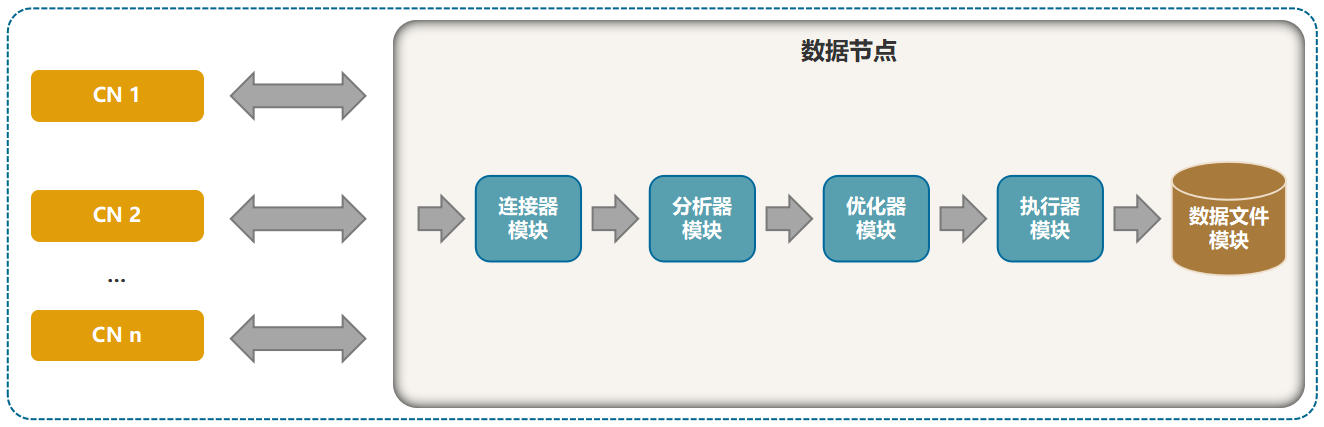 数据节点
CN 1
CN 2
...
CN n
连接器
模块
分析器
模块
优化器
模块
执行器
模块
数据文件
模块